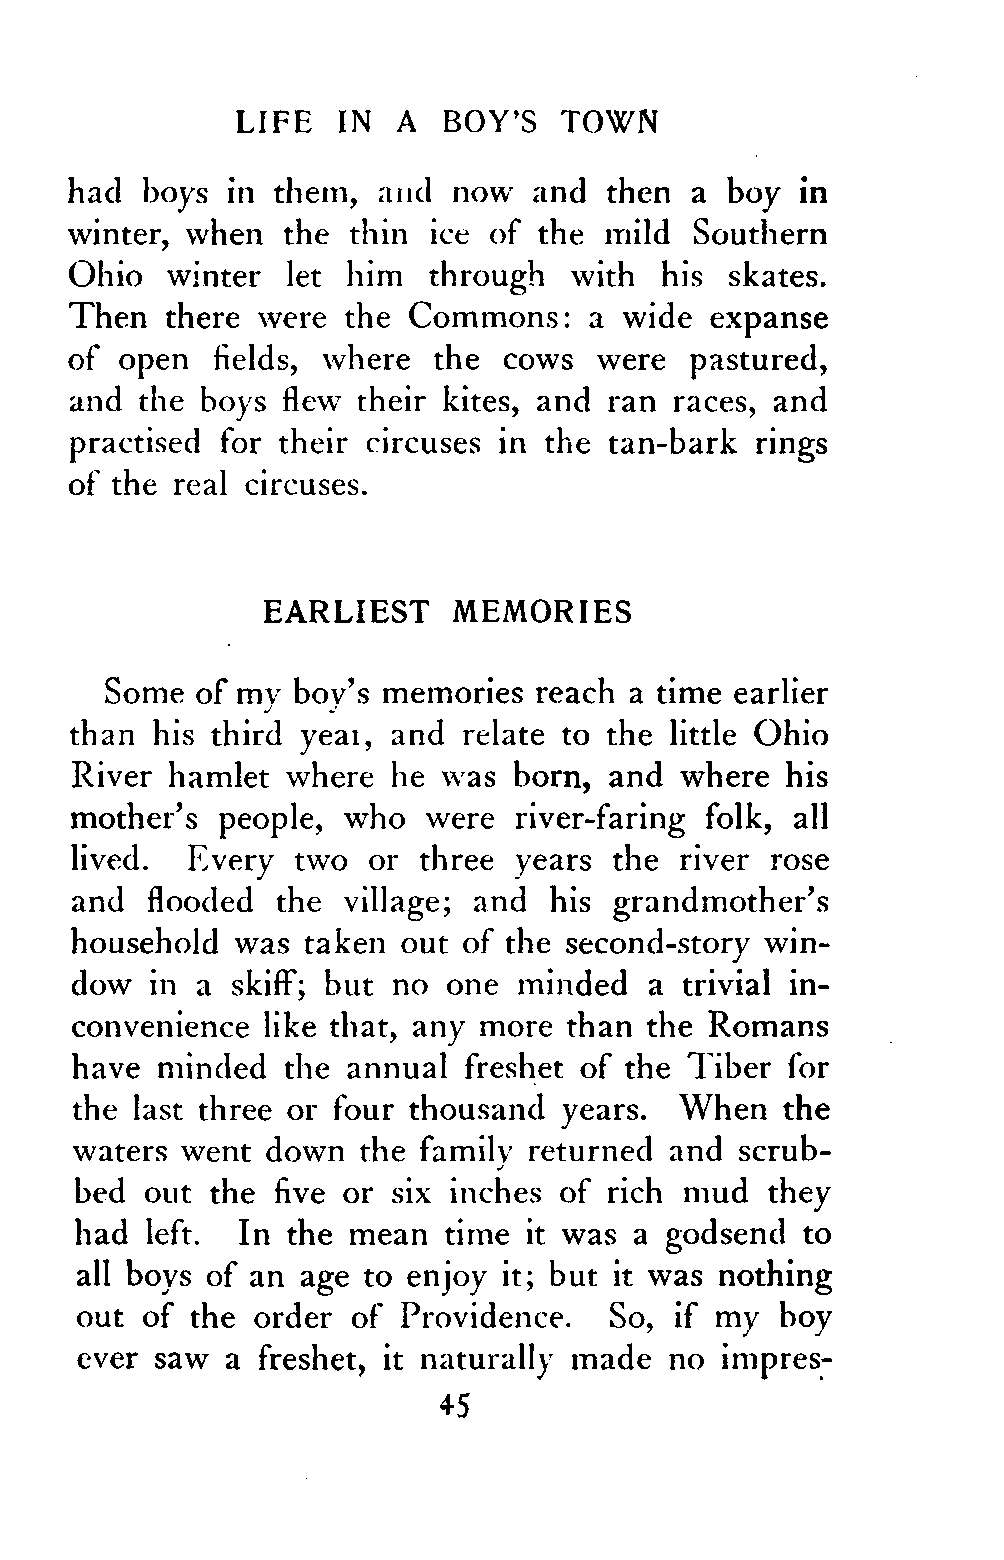 LIFE IN A BOY'S TOWN
had boys in them, and now and then a boy in
winter, when the thin ice of the mild Southern
Ohio winter let him through with his skates.
Then there were the Commons: a wide expanse
of open fields, where the cows were pastured,
and the boys flew their kites, and ran races, and
practised for their circuses in the tan-bark rings
of the real circuses.
EARLIEST MEMORIES
Some of my boy's memories reach a time earlier
than his third year, and relate to the little Ohio
River hamlet where he was born, and where his
mother's people, who were river-faring folk, all
lived. Every two or three years the river rose
and flooded the village; and his grandmother's
household was taken out of the second-story win-
dow in a skiff; but no one minded a trivial in-
convenience like that, any more than the Romans
have minded the annual freshet of the Tiber for
the last three or four thousand years. When the
waters went down the family returned and scrub-
bed out the five or six inches of rich mud they
had left. In the mean time it was a godsend to
all boys of an age to enjoy it; but it was nothing
out of the order of Providence. So, if my boy
ever saw a freshet, it naturally made no impres-
45